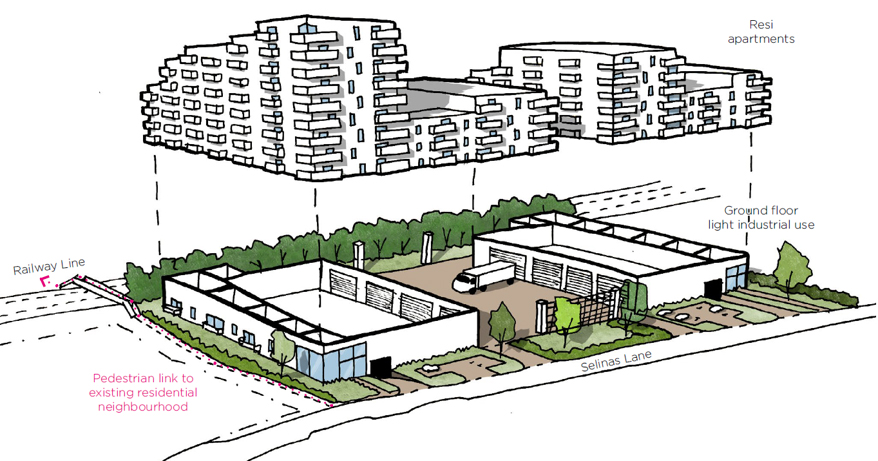 Resi
apartments
Ground floor
light industrial use
Railway Line
Selinas Lane
Pedestrian link to
existing residential
neighbourhood